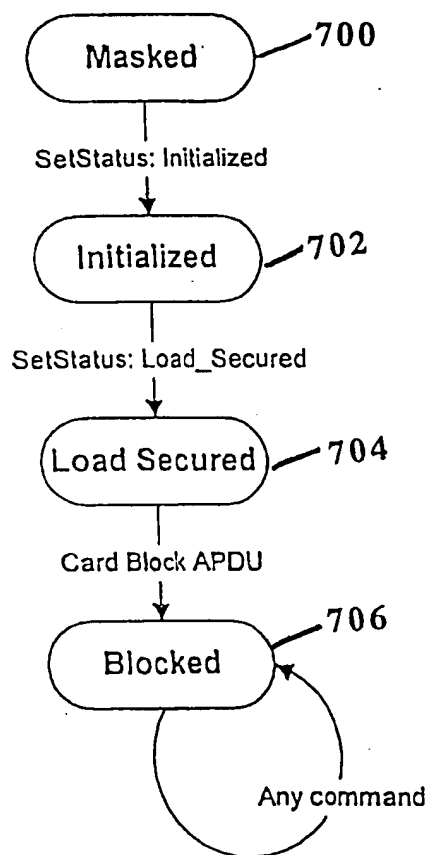 Masked
700
SetStatus: Initialized
Initialized
702
SetStatus: Load_Secured
Load Secured
704
Card Block APDU
706
Blocked
Any command